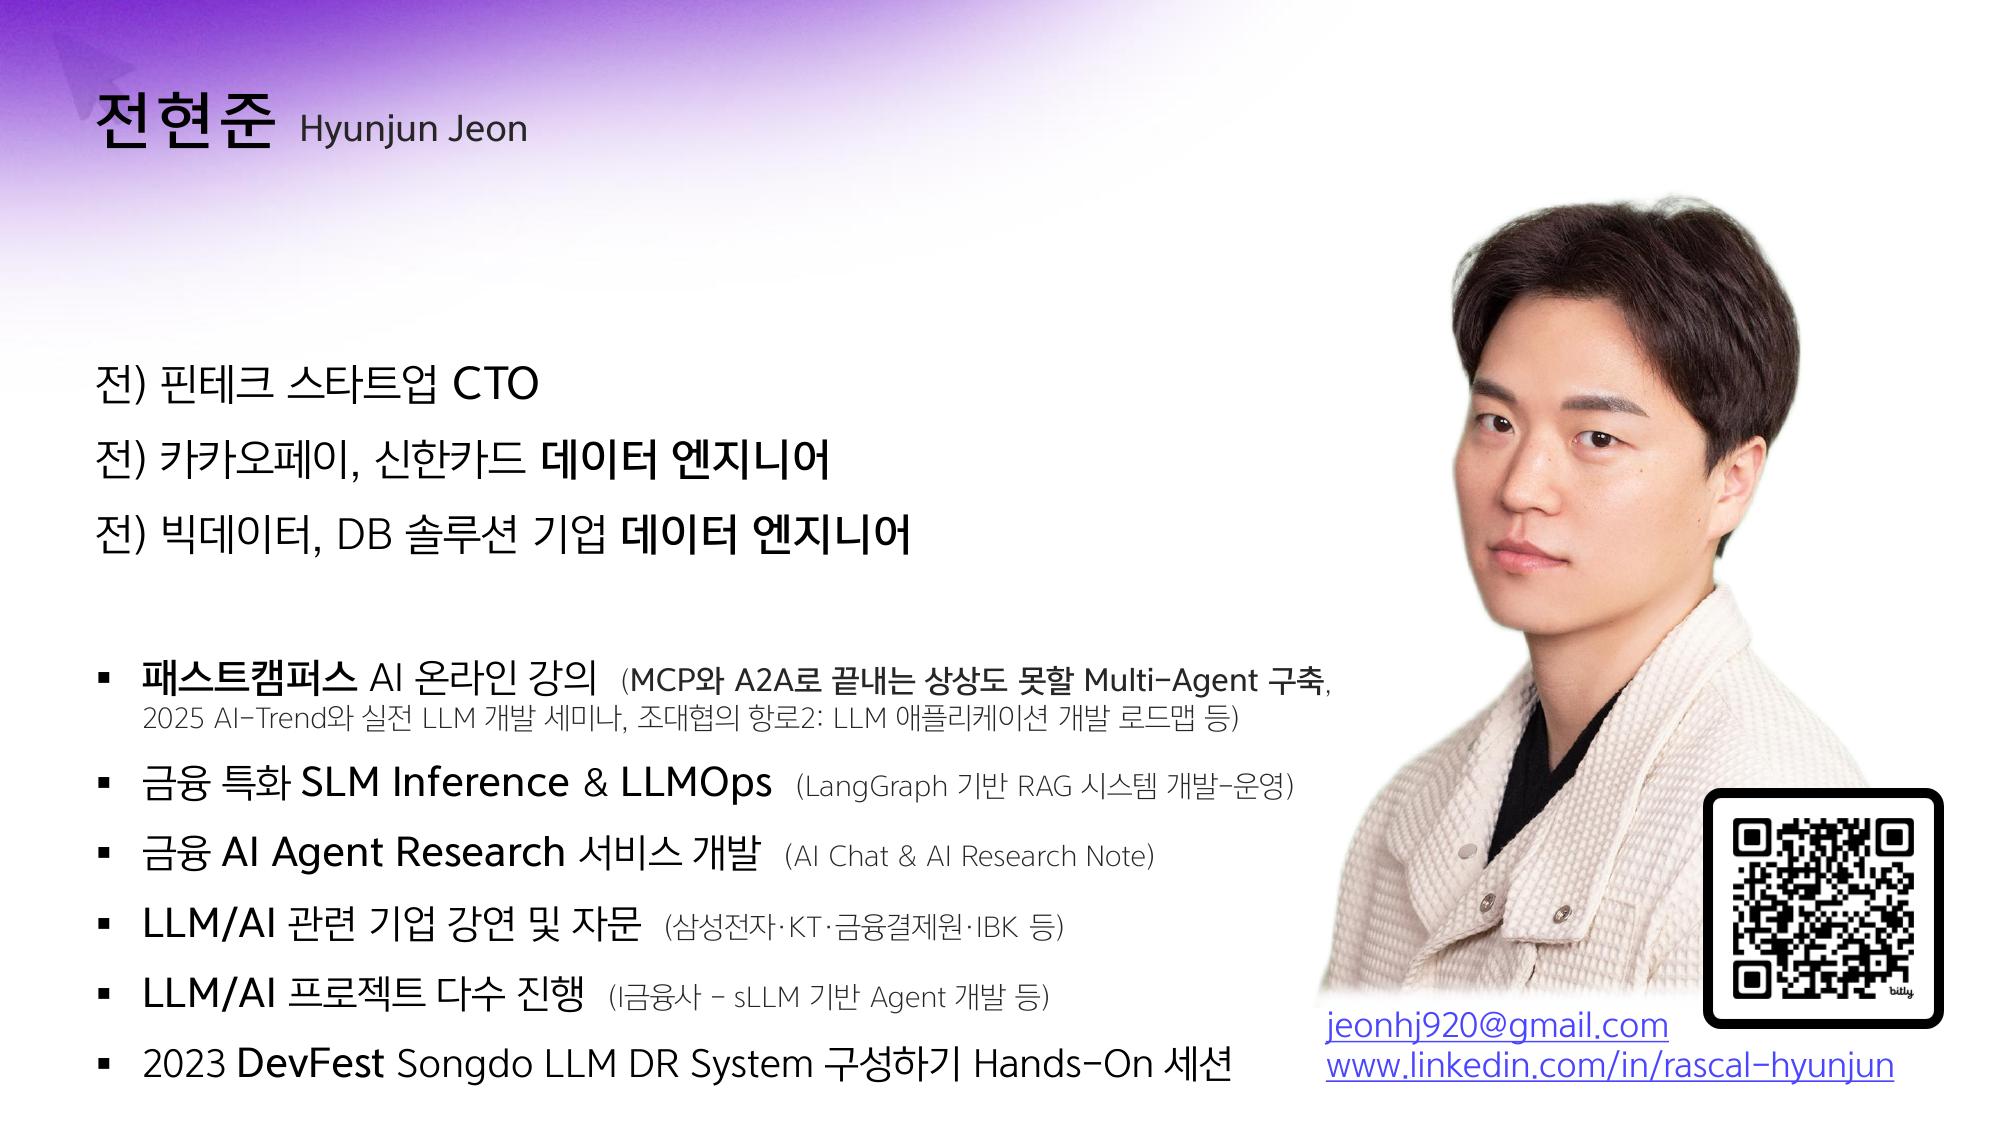 전현준 Hyunjun Jeon
전) 핀테크 스타트업 CTO
전) 카카오페이, 신한카드 데이터 엔지니어
전) 빅데이터, DB 솔루션 기업 데이터 엔지니어
▪ 패스트캠퍼스 AI 온라인 강의 (MCP와 A2A로 끝내는 상상도 못할 Multi-Agent 구축,
2025 AI-Trend와 실전 LLM 개발 세미나, 조대협의 항로2: LLM 애플리케이션 개발 로드맵 등)
▪ 금융 특화 SLM Inference & LLMOps (LangGraph 기반 RAG 시스템 개발-운영)
▪ 금융 AI Agent Research 서비스 개발 (AI Chat & AI Research Note)
▪ LLM/AI 관련 기업 강연 및 자문 (삼성전자·KT·금융결제원·IBK 등)
▪ LLM/AI 프로젝트 다수 진행 (I금융사 - sLLM 기반 Agent 개발 등)
▪ 2023 DevFest Songdo LLM DR System 구성하기 Hands-On 세션
bitly
jeonhj920@gmail.com
www.linkedin.com/in/rascal-hyunjun